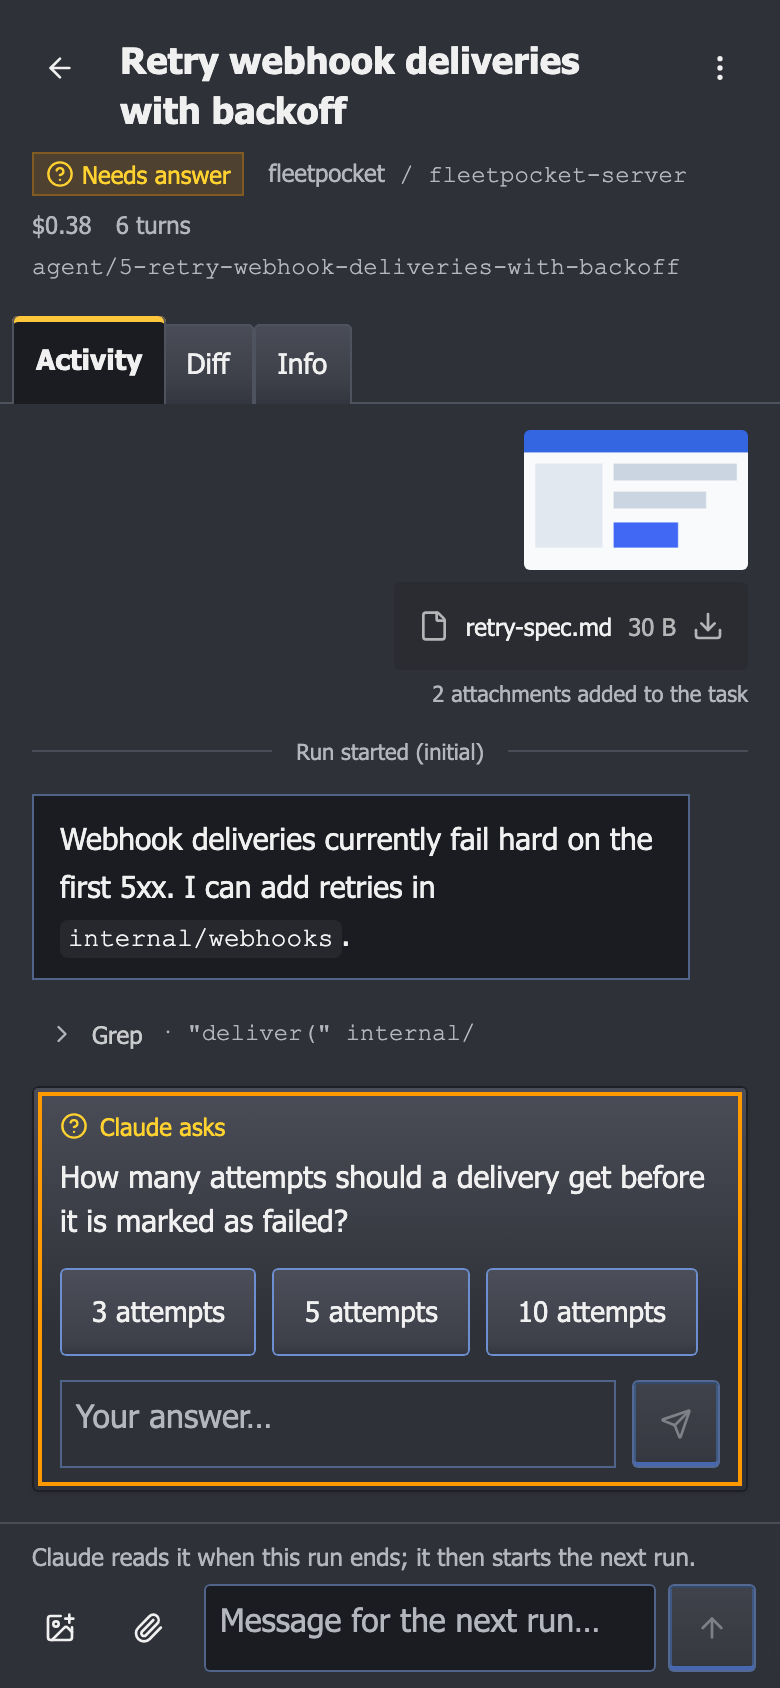 Retry webhook deliveries
with backoff
Needs answer fleetpocket / fleetpocket-server
$0.38 6 turns
agent/5-retry-webhook-deliveries-with-backoff
Activity Diff Info
retry-spec.md 30 B
2 attachments added to the task
Run started (initial)
Webhook deliveries currently fail hard on the
first 5xx. I can add retries in
internal/webhooks.
Grep · "deliver(" internal/
Claude asks
How many attempts should a delivery get before
it is marked as failed?
3 attempts 5 attempts 10 attempts
Your answer...
Claude reads it when this run ends; it then starts the next run.
Message for the next run...